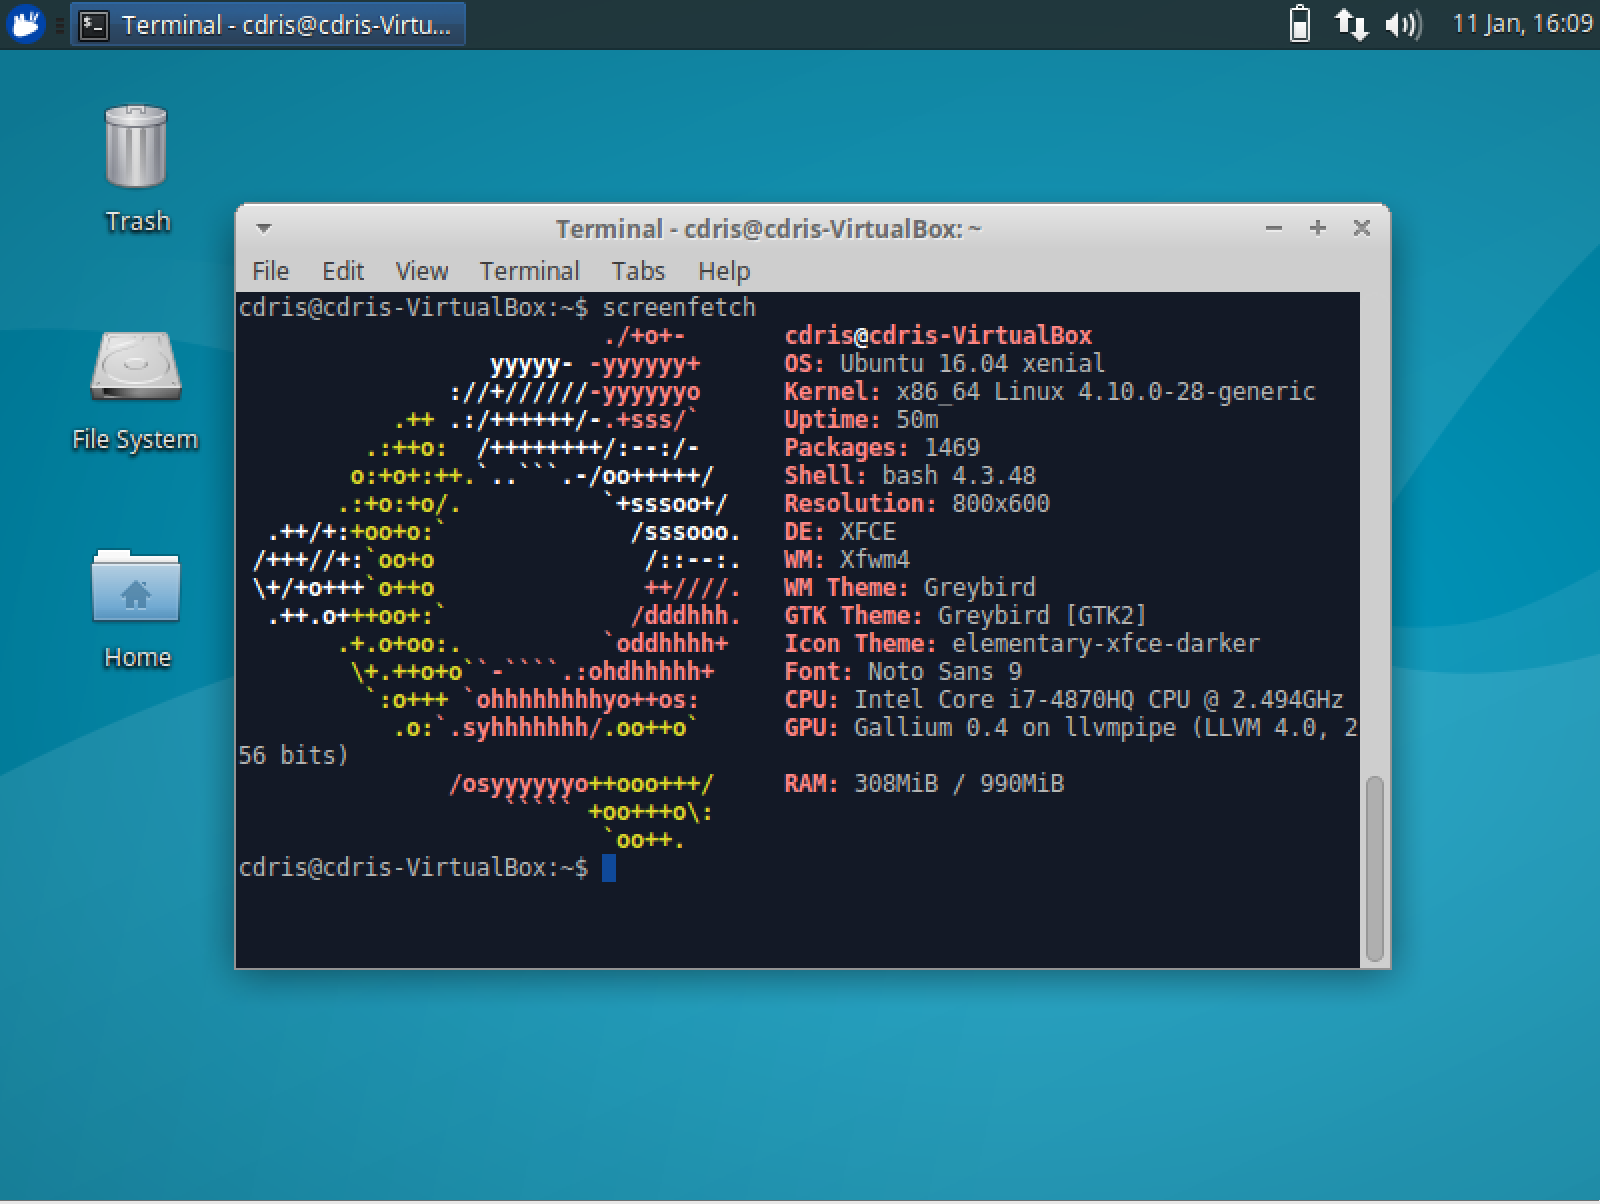 Terminal - cdris@cdris-Virtu...
11 Jan, 16:09
Trash
File System
Home
Terminal - cdris@cdris-VirtualBox: ~
File Edit View Terminal Tabs Help
cdris@cdris-VirtualBox:~$ screenfetch
                          ./+o+-       cdris@cdris-VirtualBox
                  yyyyy- -yyyyyy+      OS: Ubuntu 16.04 xenial
               ://+//////-yyyyyyo      Kernel: x86_64 Linux 4.10.0-28-generic
           .++ .:/++++++/-.+sss/`      Uptime: 50m
         .:++o:  /++++++++/:--:/-      Packages: 1469
        o:+o+:++.`..```.-/oo+++++/     Shell: bash 4.3.48
       .:+o:+o/.          `+sssoo+/    Resolution: 800x600
  .++/+:+oo+o:`             /sssooo.   DE: XFCE
 /+++//+:`oo+o               /::--:.   WM: Xfwm4
 \+/+o+++`o++o               ++////.   WM Theme: Greybird
  .++.o+++oo+:`             /dddhhh.   GTK Theme: Greybird [GTK2]
       .+.o+oo:.          `oddhhhh+    Icon Theme: elementary-xfce-darker
        \+.++o+o``-````.:ohdhhhhh+     Font: Noto Sans 9
         `:o+++ `ohhhhhhhhyo++os:      CPU: Intel Core i7-4870HQ CPU @ 2.494GHz
           .o:`.syhhhhhhh/.oo++o`      GPU: Gallium 0.4 on llvmpipe (LLVM 4.0, 2
56 bits)
               /osyyyyyyo++ooo+++/     RAM: 308MiB / 990MiB
                   ````` +oo+++o\:
                          `oo++.
cdris@cdris-VirtualBox:~$